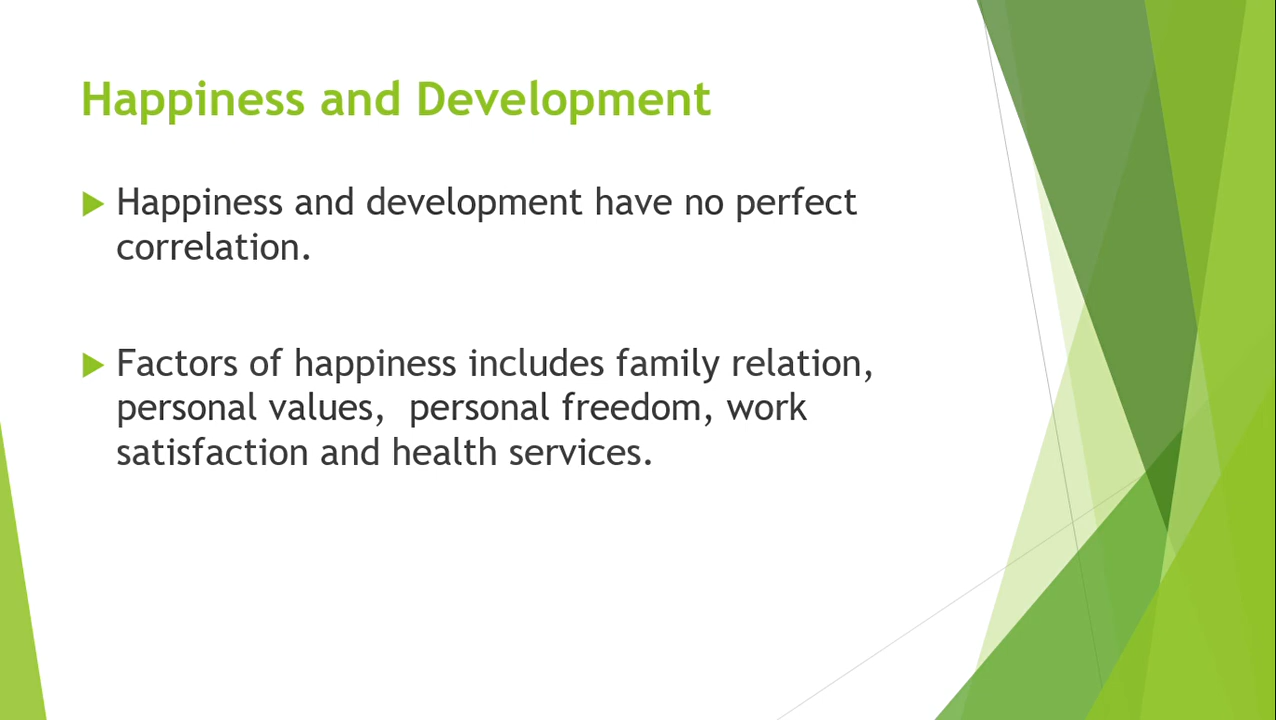 Happiness and Development
Happiness and development have no perfect
correlation.
Factors of happiness includes family relation,
personal values,  personal freedom, work
satisfaction and health services.